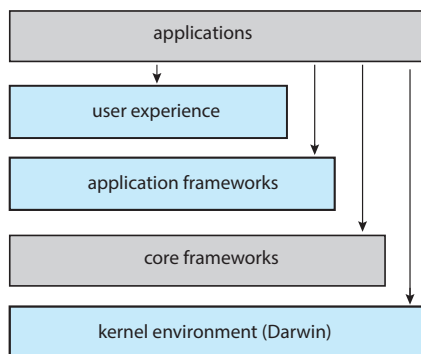 applications
user experience
application frameworks
core frameworks
kernel environment (Darwin)